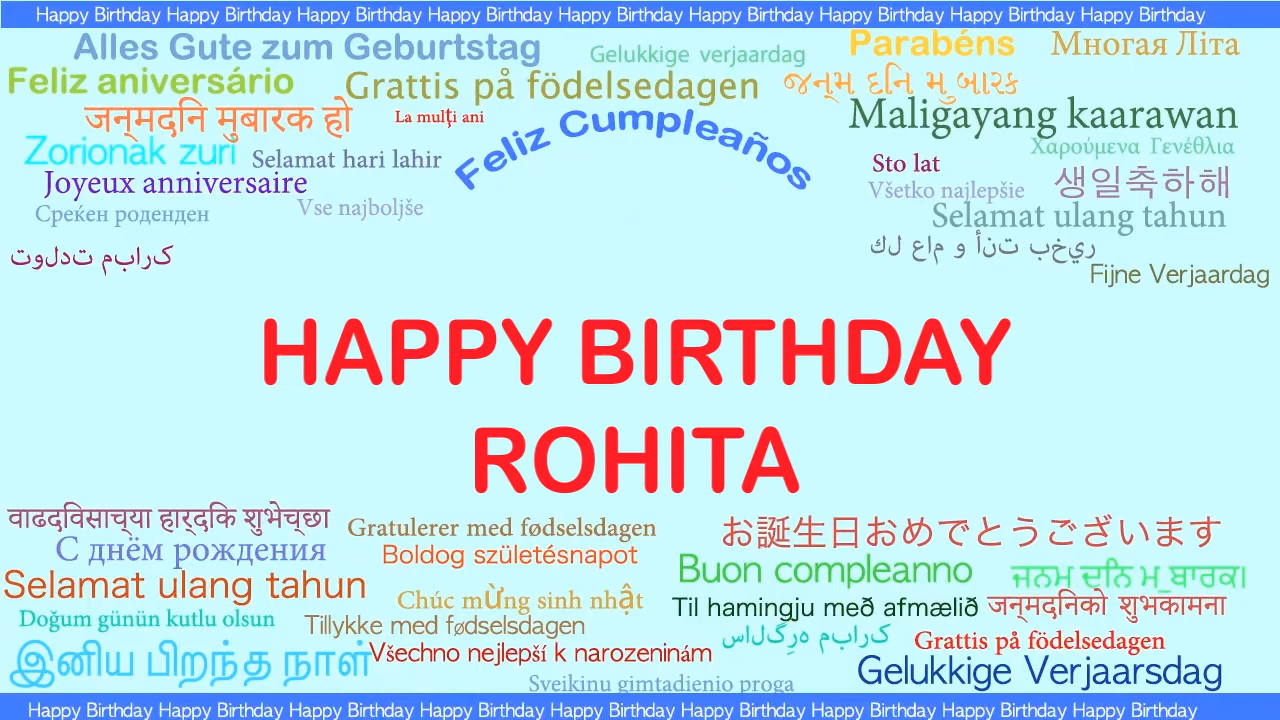 Happy Birthday Happy Birthday Happy Birthday Happy Birthday Happy Birthday Happy Birthday Happy Birthday Happy Birthday Happy Birthday
Alles Gute zum Geburtstag
Gelukkige verjaardag
Parabéns
Многая Літа
Feliz aniversário
Grattis på födelsedagen
જન્મ દનિ મુબારક
जन्मदनि मुबारक हो
La mulţi ani
Feliz Cumpleaños
Maligayang kaarawan
Zorionak zuri
Selamat hari lahir
Χαρούμενα Γενέθλια
Sto lat
Joyeux anniversaire
Všetko najlepšie
생일축하해
Среќен роденден
Vse najboljše
Selamat ulang tahun
تولدت مبارک
كل عام و أنت بخير
Fijne Verjaardag
HAPPY BIRTHDAY
ROHITA
वाढदविसाच्या हार्दकि शुभेच्छा
Gratulerer med fødselsdagen
お誕生日おめでとうございます
С днём рождения
Boldog születésnapot
Buon compleanno
ਜਨਮ ਦਨਿ ਮੁਬਾਰਕ।
Selamat ulang tahun
Chúc mừng sinh nhật
Til hamingju með afmælið
जन्मदनिको शुभकामना
Doğum günün kutlu olsun
Tillykke med fødselsdagen
سالگرہ مبارک
Grattis på födelsedagen
இனிய பிறந்த நாள்
Všechno nejlepší k narozeninám
Gelukkige Verjaarsdag
Sveikinu gimtadienio proga
Happy Birthday Happy Birthday Happy Birthday Happy Birthday Happy Birthday Happy Birthday Happy Birthday Happy Birthday Happy Birthday